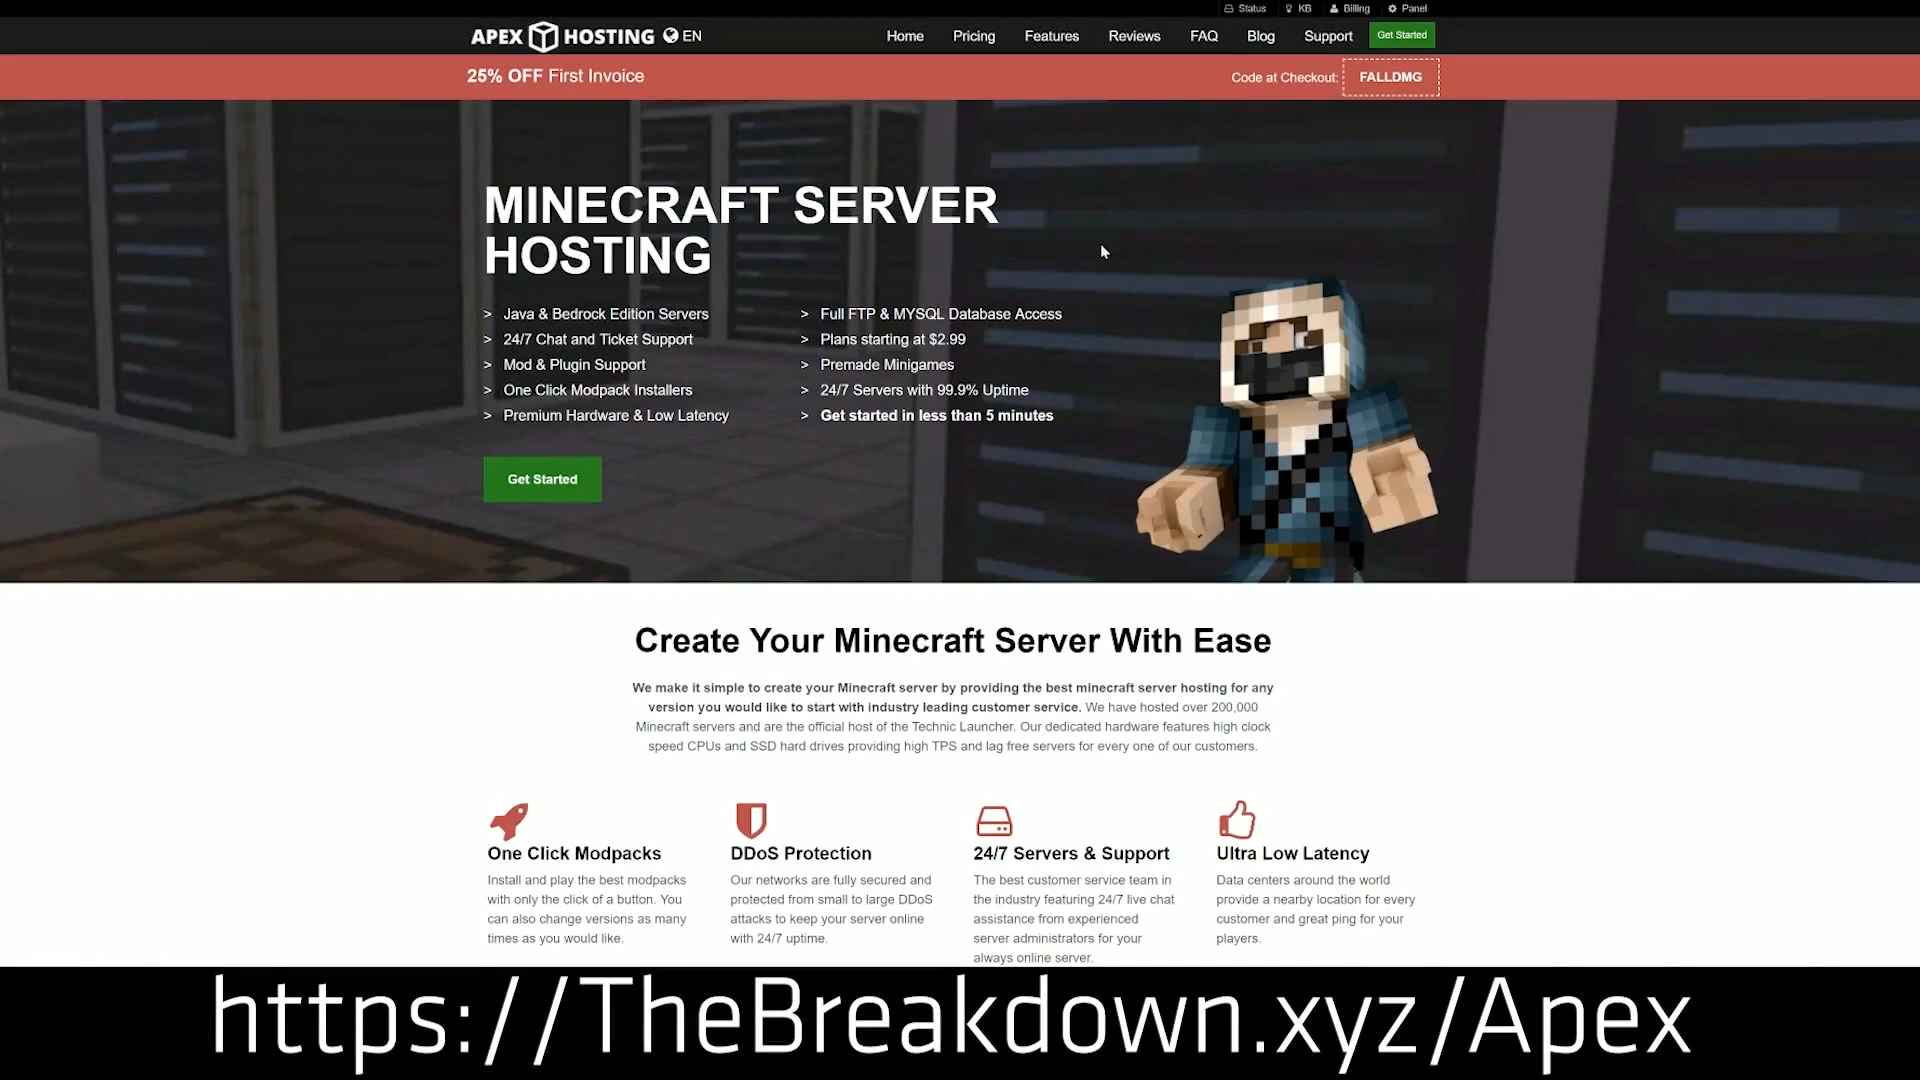 Status KB Billing Panel
APEX HOSTING EN Home Pricing Features Reviews FAQ Blog Support Get Started
25% OFF First Invoice Code at Checkout: FALLDMG
MINECRAFT SERVER
HOSTING
> Java & Bedrock Edition Servers
> 24/7 Chat and Ticket Support
> Mod & Plugin Support
> One Click Modpack Installers
> Premium Hardware & Low Latency
> Full FTP & MYSQL Database Access
> Plans starting at $2.99
> Premade Minigames
> 24/7 Servers with 99.9% Uptime
> Get started in less than 5 minutes
Get Started
Create Your Minecraft Server With Ease
We make it simple to create your Minecraft server by providing the best minecraft server hosting for any
version you would like to start with industry leading customer service. We have hosted over 200,000
Minecraft servers and are the official host of the Technic Launcher. Our dedicated hardware features high clock
speed CPUs and SSD hard drives providing high TPS and lag free servers for every one of our customers.
One Click Modpacks
Install and play the best modpacks
with only the click of a button. You
can also change versions as many
times as you would like.
DDoS Protection
Our networks are fully secured and
protected from small to large DDoS
attacks to keep your server online
with 24/7 uptime.
24/7 Servers & Support
The best customer service team in
the industry featuring 24/7 live chat
assistance from experienced
server administrators for your
always online server.
Ultra Low Latency
Data centers around the world
provide a nearby location for every
customer and great ping for your
players.
https://TheBreakdown.xyz/Apex